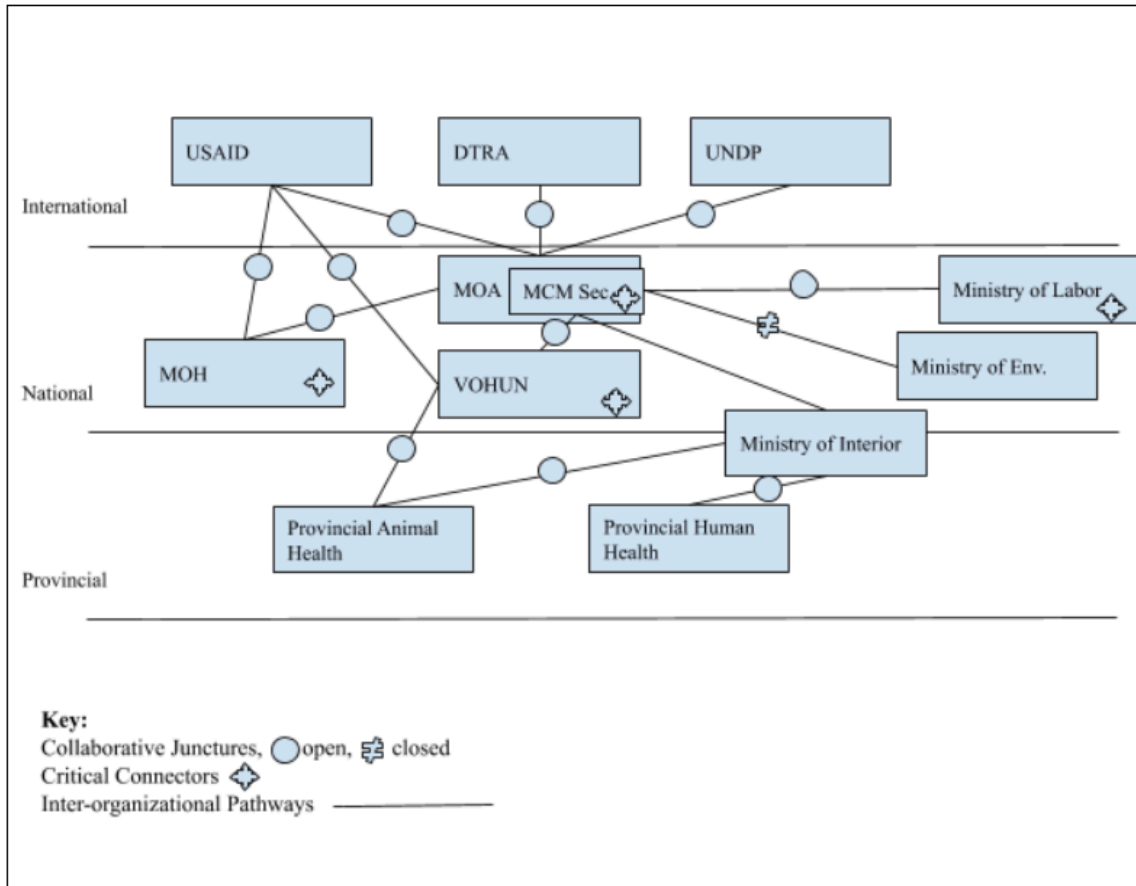 USAID
DTRA
UNDP
International
MOA
MCM Sec
Ministry of Labor
MOH
VOHUN
Ministry of Env.
National
Ministry of Interior
Provincial Animal
Health
Provincial Human
Health
Provincial
Key:
Collaborative Junctures, open, closed
Critical Connectors
Inter-organizational Pathways